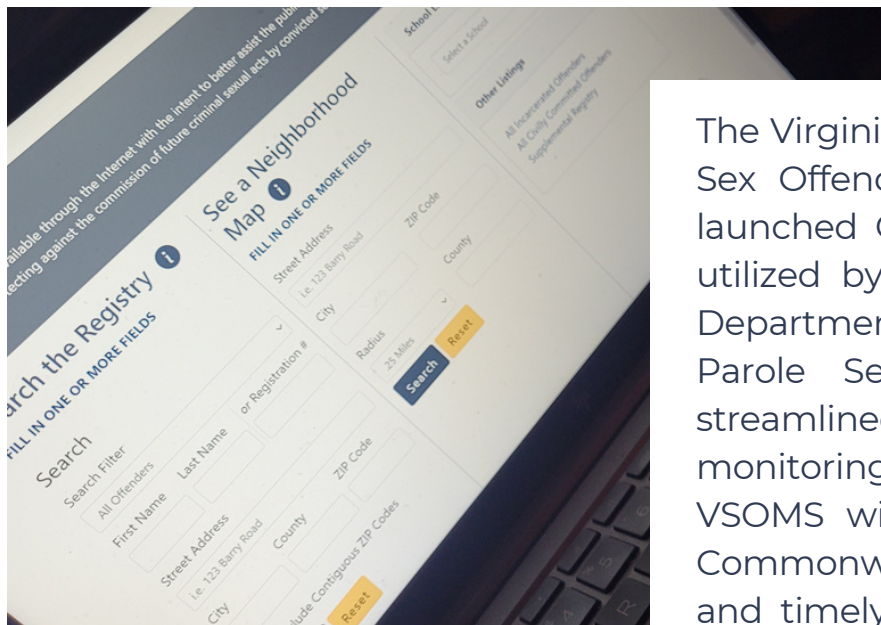 vailable through the Internet with the intent to better assist the publi
tecting against the commission of future criminal sexual acts by convicted s
arch the Registry
FILL IN ONE OR MORE FIELDS
Search
Search Filter
All Offenders
First Name
Last Name
or Registration #
Street Address
i.e. 123 Barry Road
City
County
ZIP Code
lude Contiguous ZIP Codes
Reset
See a Neighborhood
Map i
FILL IN ONE OR MORE FIELDS
Street Address
i.e. 123 Barry Road
ZIP Code
City
County
Radius
.25 Miles
Search
Reset
Select a School
Other Listings
All Incarcerated Offenders
All Civilly Committed Offenders
Supplemental Registry
The Virgini
Sex Offend
launched
utilized by
Departmen
Parole Se
streamlined
monitoring
VSOMS wi
Commonw
and timely